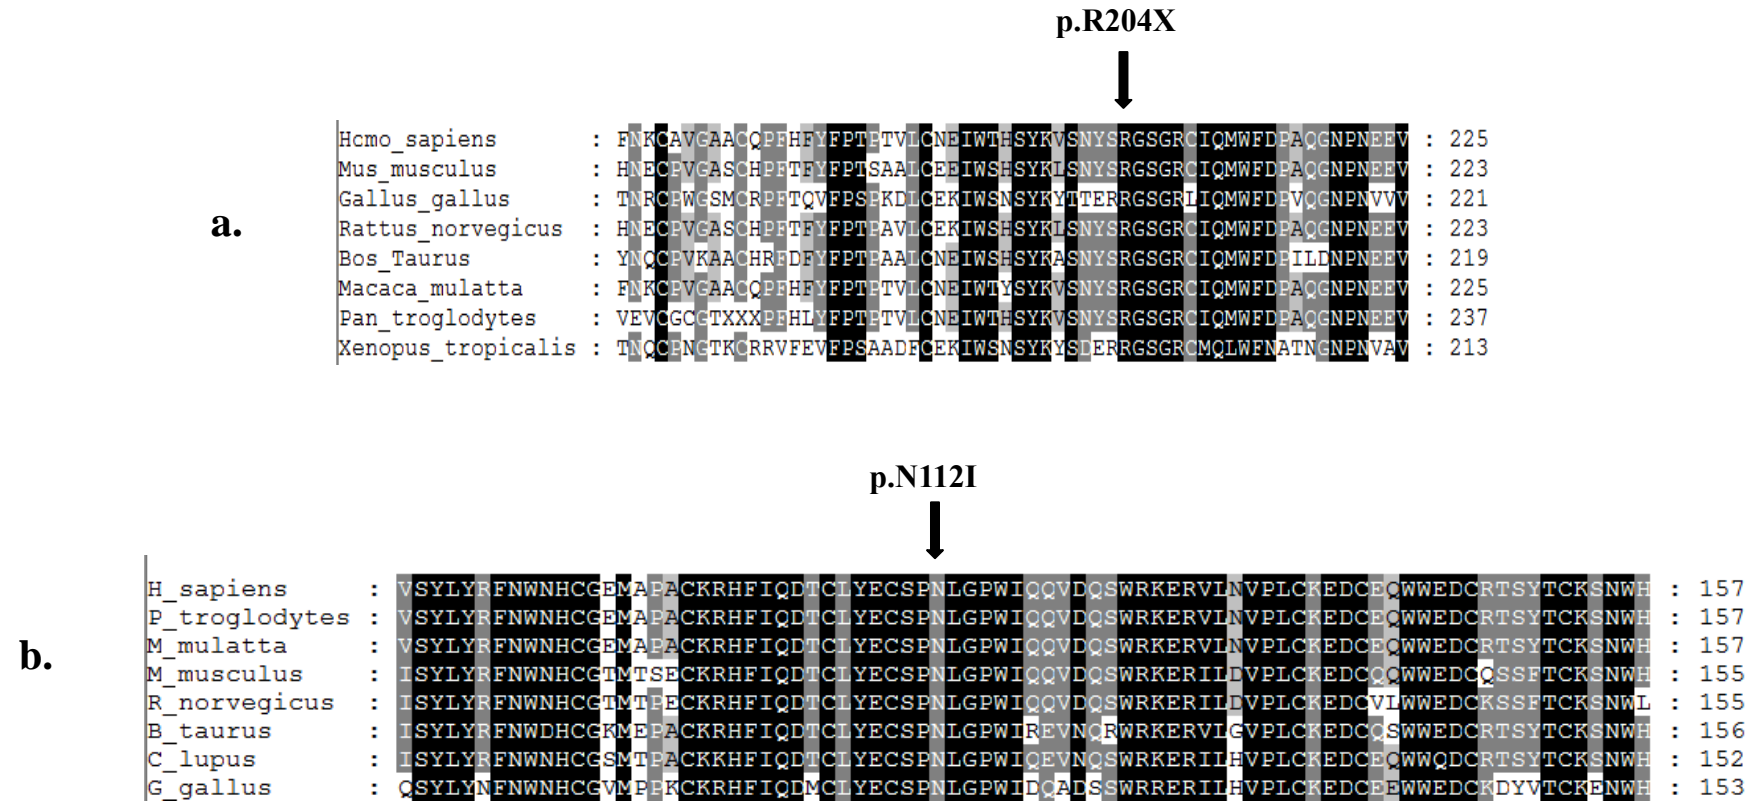 p.R204X
Homo_sapiens : FNKCAVGAACQPFHFYFPTPTVLCNEIWTHSYKVSNYSRGSGRCIQMWFDPAQGNPNEEV : 225
Mus_musculus : HNECPVGASCHPFTFYFPTSAALCEEIWSHSYKLSNYSRGSGRCIQMWFDPAQGNPNEEV : 223
Gallus_gallus : TNRCPWGSMCRPFTQVFPSPKDLCEKIWSNSYKYTTERRGSGRLIQMWFDPVQGNPNVVV : 221
a.
Rattus_norvegicus : HNECPVGASCHPFTFYFPTPAVLCEKIWSHSYKLSNYSRGSGRCIQMWFDPAQGNPNEEV : 223
Bos_Taurus : YNQCPVKAACHRFDFYFPTPAALCNEIWSHSYKASNYSRGSGRCIQMWFDPILDNPNEEV : 219
Macaca_mulatta : FNKCPVGAACQPFHFYFPTPTVLCNEIWTYSYKVSNYSRGSGRCIQMWFDPAQGNPNEEV : 225
Pan_troglodytes : VEVCGCGTXXXPFHLYFPTPTVLCNEIWTHSYKVSNYSRGSGRCIQMWFDPAQGNPNEEV : 237
Xenopus_tropicalis : TNQCPNGTKCRRVFEVFPSAADFCEKIWSNSYKYSDERRGSGRCMQLWFNATNGNPNVAV : 213
p.N112I
H_sapiens : VSYLYRFNWNHCGEMAPACKRHFIQDTCLYECSPNLGPWIQQVDQSWRKERVLNVPLCKEDCEQWWEDCRTSYTCKSNWH : 157
P_troglodytes : VSYLYRFNWNHCGEMAPACKRHFIQDTCLYECSPNLGPWIQQVDQSWRKERVLNVPLCKEDCEQWWEDCRTSYTCKSNWH : 157
M_mulatta : VSYLYRFNWNHCGEMAPACKRHFIQDTCLYECSPNLGPWIQQVDQSWRKERVLNVPLCKEDCEQWWEDCRTSYTCKSNWH : 157
b.
M_musculus : ISYLYRFNWNHCGTMTSECKRHFIQDTCLYECSPNLGPWIQQVDQSWRKERILDVPLCKEDCQQWWEDCQSSFTCKSNWH : 155
R_norvegicus : ISYLYRFNWNHCGTMTPECKRHFIQDTCLYECSPNLGPWIQQVDQSWRKERILDVPLCKEDCVLWWEDCKSSFTCKSNWL : 155
B_taurus : ISYLYRFNWDHCGKMEPACKRHFIQDTCLYECSPNLGPWIREVNQRWRKERVLGVPLCKEDCQSWWEDCRTSYTCKSNWH : 156
C_lupus : ISYLYRFNWNHCGSMTPACKKHFIQDTCLYECSPNLGPWIQEVNQSWRKERILHVPLCKEDCEQWWQDCRTSYTCKSNWH : 152
G_gallus : QSYLYNFNWNHCGVMPPKCKRHFIQDMCLYECSPNLGPWIDQADSSWRRERILHVPLCKEDCEEWWEDCKDYVTCKENWH : 153